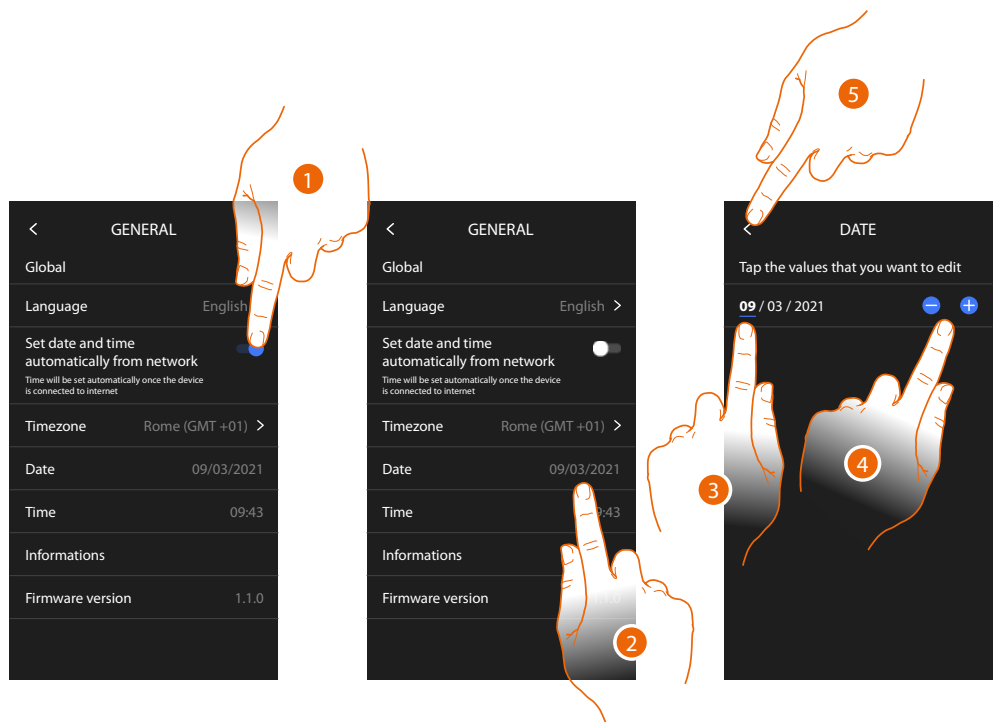 5
1
GENERAL
Global
Language English
Set date and time
automatically from network
Time will be set automatically once the device
is connected to internet
Timezone Rome (GMT +01)
Date 09/03/2021
Time 09:43
Informations
Firmware version 1.1.0
GENERAL
Global
Language English
Set date and time
automatically from network
Time will be set automatically once the device
is connected to internet
Timezone Rome (GMT +01)
Date 09/03/2021
Time 9:43
Informations
Firmware version
2
DATE
Tap the values that you want to edit
09 / 03 / 2021
3
4